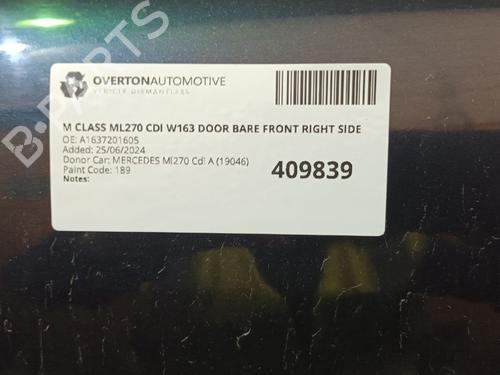 B-PARTS
OVERTONAUTOMOTIVE
VEHICLE DISMANTLERS
M CLASS ML270 CDI W163 DOOR BARE FRONT RIGHT SIDE
OE: A1637201605
Added: 25/06/2024
Donor Car: MERCEDES Ml270 Cdl A (19046)
Paint Code: 189
Notes:
409839